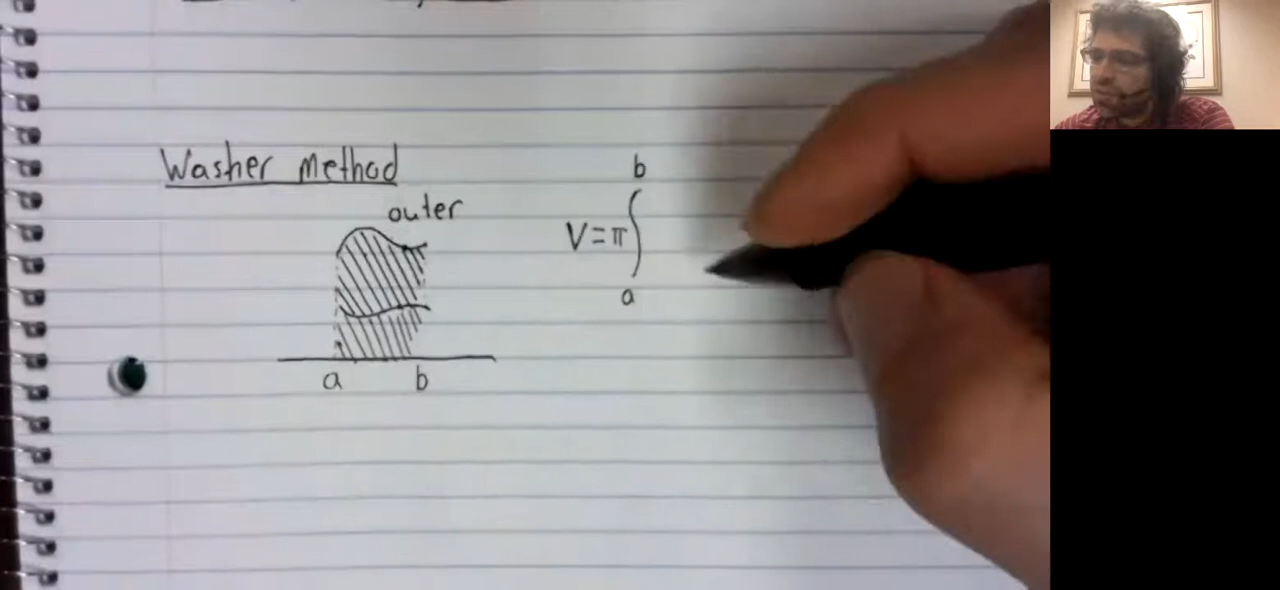 Washer Method
outer
a b
b
V = π∫
a